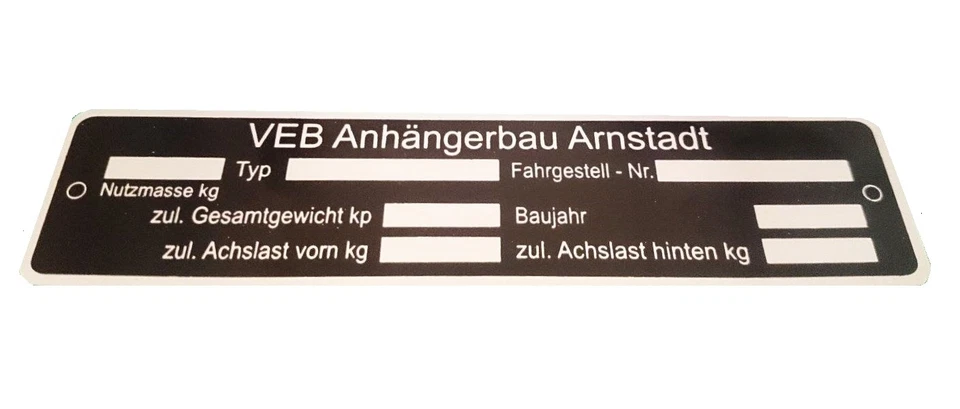 VEB Anhängerbau Arnstadt
Typ Fahrgestell - Nr.
Nutzmasse kg
zul. Gesamtgewicht kp Baujahr
zul. Achslast vorn kg zul. Achslast hinten kg